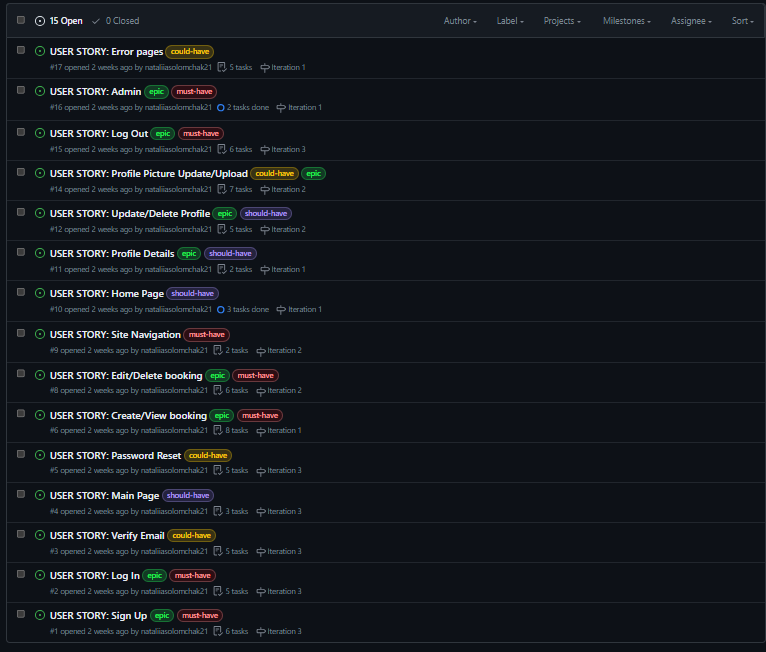 15 Open 0 Closed Author Label Projects Milestones Assignee Sort
USER STORY: Error pages could-have
#17 opened 2 weeks ago by nataliiasolomchak21 5 tasks Iteration 1
USER STORY: Admin epic must-have
#16 opened 2 weeks ago by nataliiasolomchak21 2 tasks done Iteration 1
USER STORY: Log Out epic must-have
#15 opened 2 weeks ago by nataliiasolomchak21 6 tasks Iteration 3
USER STORY: Profile Picture Update/Upload could-have epic
#14 opened 2 weeks ago by nataliiasolomchak21 7 tasks Iteration 2
USER STORY: Update/Delete Profile epic should-have
#12 opened 2 weeks ago by nataliiasolomchak21 5 tasks Iteration 2
USER STORY: Profile Details epic should-have
#11 opened 2 weeks ago by nataliiasolomchak21 2 tasks Iteration 1
USER STORY: Home Page should-have
#10 opened 2 weeks ago by nataliiasolomchak21 3 tasks done Iteration 1
USER STORY: Site Navigation must-have
#9 opened 2 weeks ago by nataliiasolomchak21 2 tasks Iteration 2
USER STORY: Edit/Delete booking epic must-have
#8 opened 2 weeks ago by nataliiasolomchak21 6 tasks Iteration 2
USER STORY: Create/View booking epic must-have
#6 opened 2 weeks ago by nataliiasolomchak21 8 tasks Iteration 1
USER STORY: Password Reset could-have
#5 opened 2 weeks ago by nataliiasolomchak21 5 tasks Iteration 3
USER STORY: Main Page should-have
#4 opened 2 weeks ago by nataliiasolomchak21 3 tasks Iteration 3
USER STORY: Verify Email could-have
#3 opened 2 weeks ago by nataliiasolomchak21 5 tasks Iteration 3
USER STORY: Log In epic must-have
#2 opened 2 weeks ago by nataliiasolomchak21 5 tasks Iteration 3
USER STORY: Sign Up epic must-have
#1 opened 2 weeks ago by nataliiasolomchak21 6 tasks Iteration 3